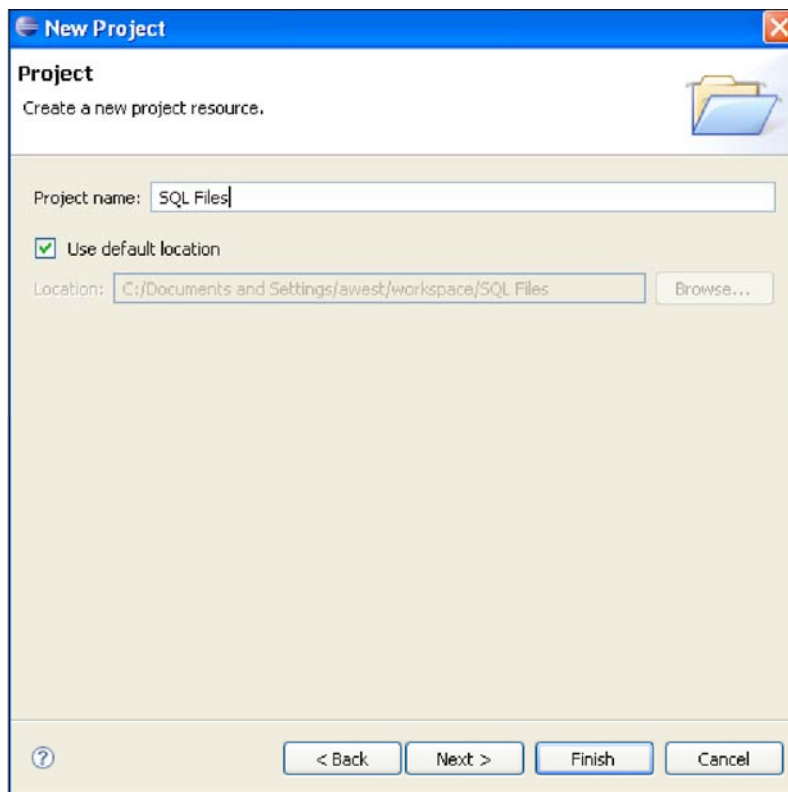 New Project
Project
Create a new project resource.
Project name: SQL Files
Use default location
Location: C:/Documents and Settings/awest/workspace/SQL Files Browse...
? < Back Next > Finish Cancel